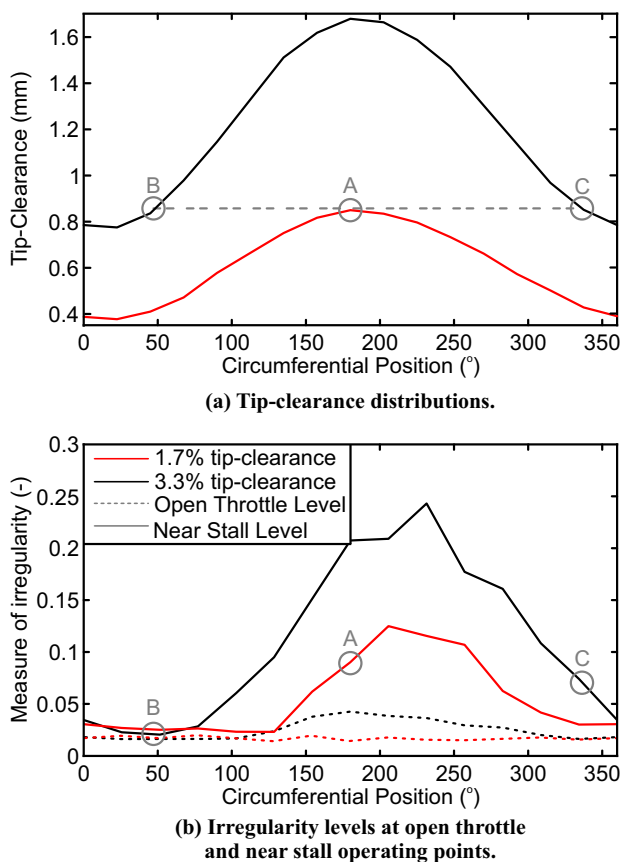 1.6
1.4
1.2
1
0.8
0.6
0.4
Tip-Clearance (mm)
B
A
C
0 50 100 150 200 250 300 350
Circumferential Position (°)
(a) Tip-clearance distributions.
0.3
0.25
0.2
0.15
0.1
0.05
0
Measure of irregularity (-)
1.7% tip-clearance
3.3% tip-clearance
Open Throttle Level
Near Stall Level
A
C
B
0 50 100 150 200 250 300 350
Circumferential Position (°)
(b) Irregularity levels at open throttle
and near stall operating points.